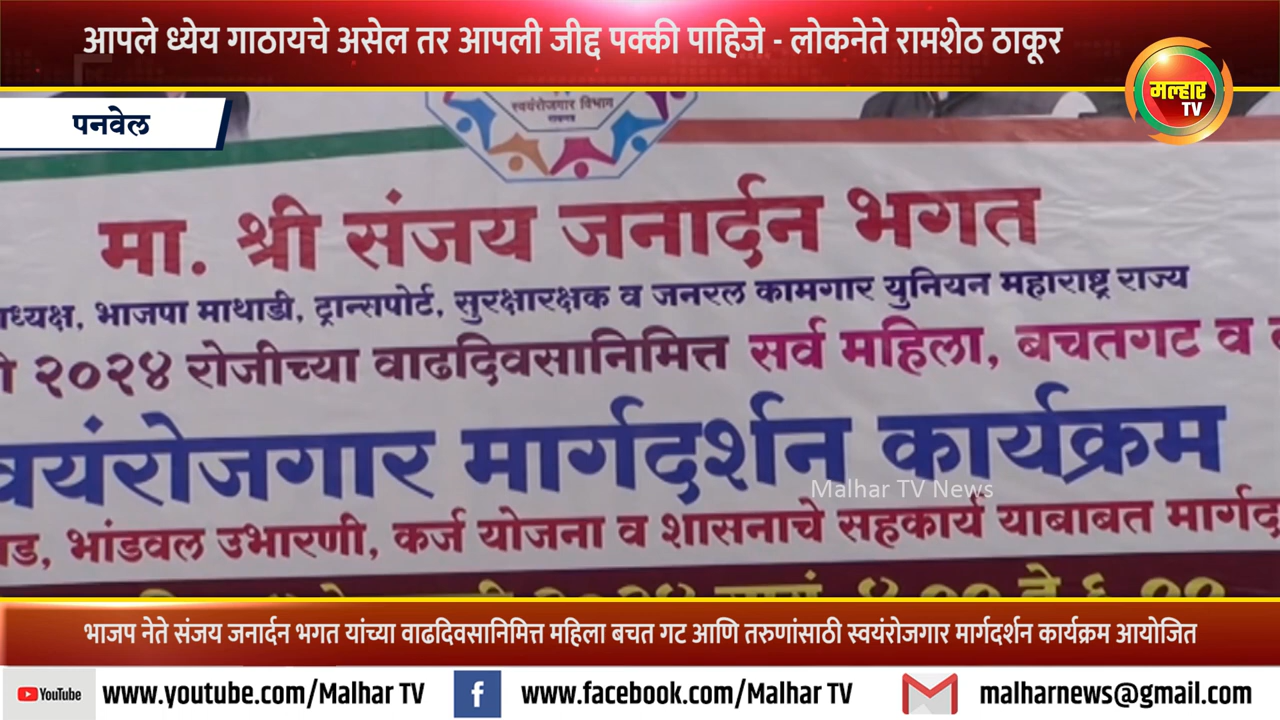 आपले ध्येय गाठायचे असेल तर आपली जीद्द पक्की पाहिजे - लोकनेते रामशेठ ठाकूर
मल्हार
TV
पनवेल
स्वयंरोजगार विभाग
मा. श्री संजय जनार्दन भगत
ाध्यक्ष, भाजपा माथाडी, ट्रान्सपोर्ट, सुरक्षारक्षक व जनरल कामगार युनियन महाराष्ट्र राज्य
२०२४ रोजीच्या वाढदिवसानिमित्त सर्व महिला, बचतगट व
वयंरोजगार मार्गदर्शन कार्यक्रम
Malhar TV News
ाड, भांडवल उभारणी, कर्ज योजना व शासनाचे सहकार्य याबाबत मार्गद
भाजप नेते संजय जनार्दन भगत यांच्या वाढदिवसानिमित्त महिला बचत गट आणि तरुणांसाठी स्वयंरोजगार मार्गदर्शन कार्यक्रम आयोजित
YouTube www.youtube.com/Malhar TV www.facebook.com/Malhar TV malharnews@gmail.com